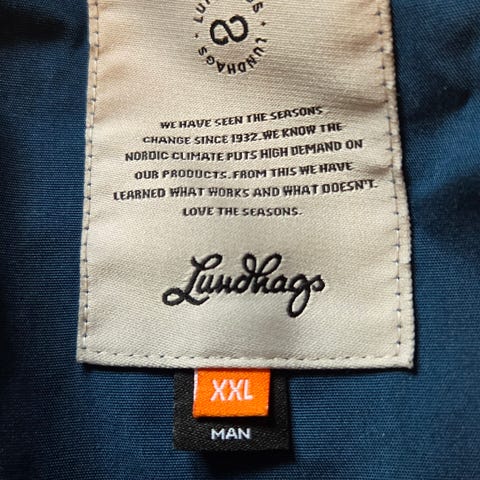 LUNDHAGS
WE HAVE SEEN THE SEASONS
CHANGE SINCE 1932. WE KNOW THE
NORDIC CLIMATE PUTS HIGH DEMAND ON
OUR PRODUCTS. FROM THIS WE HAVE
LEARNED WHAT WORKS AND WHAT DOESN'T.
LOVE THE SEASONS.
Lundhags
XXL
MAN